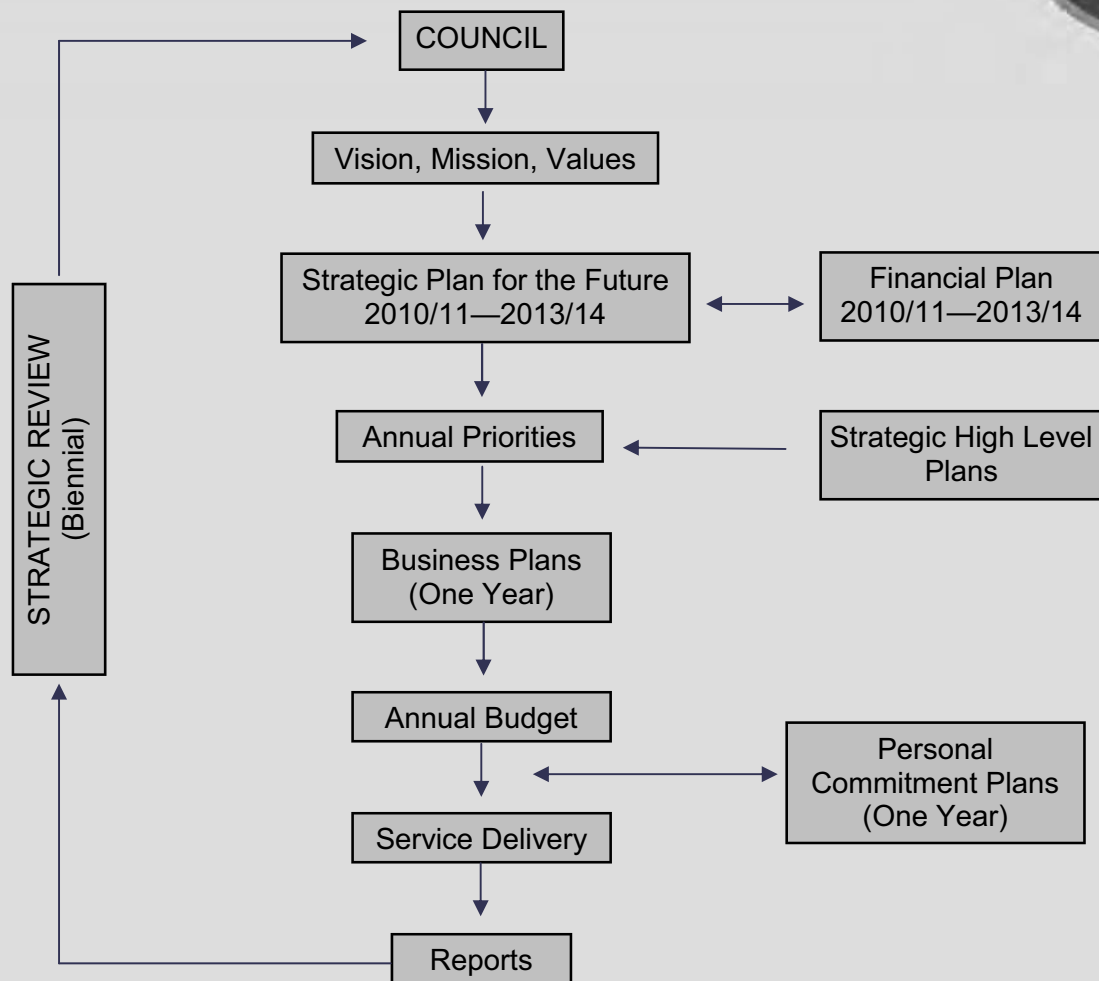 COUNCIL
Vision, Mission, Values
Strategic Plan for the Future
2010/11—2013/14
Financial Plan
2010/11—2013/14
STRATEGIC REVIEW
(Biennial)
Annual Priorities
Strategic High Level
Plans
Business Plans
(One Year)
Annual Budget
Personal
Commitment Plans
(One Year)
Service Delivery
Reports